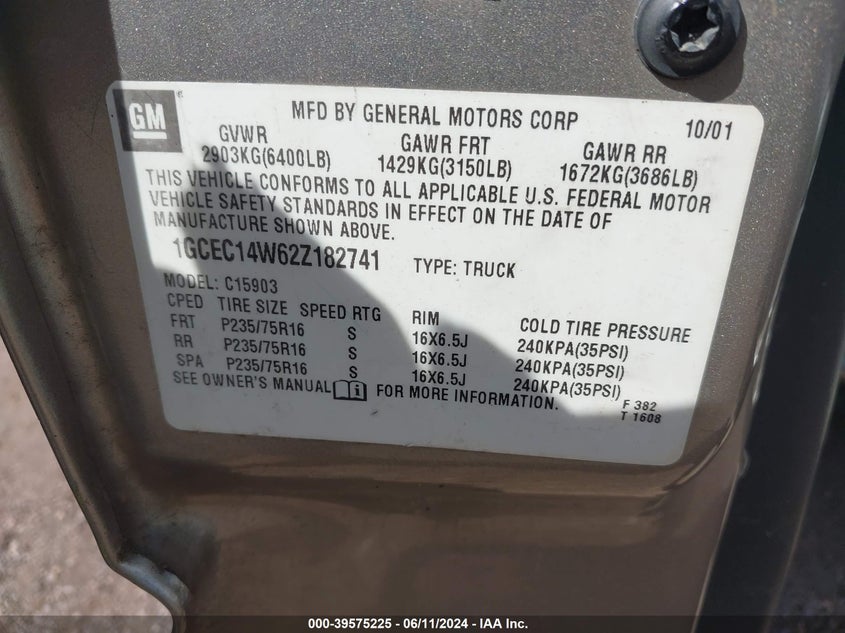 GM
MFD BY GENERAL MOTORS CORP 10/01
GVWR GAWR FRT GAWR RR
2903KG(6400LB) 1429KG(3150LB) 1672KG(3686LB)
THIS VEHICLE CONFORMS TO ALL APPLICABLE U.S. FEDERAL MOTOR
VEHICLE SAFETY STANDARDS IN EFFECT ON THE DATE OF
MANUFACTURE SHOWN ABOVE.
1GCEC14W62Z182741 TYPE: TRUCK
MODEL: C15903
CPED TIRE SIZE SPEED RTG RIM COLD TIRE PRESSURE
FRT P235/75R16 S 16X6.5J 240KPA(35PSI)
RR P235/75R16 S 16X6.5J 240KPA(35PSI)
SPA P235/75R16 S 16X6.5J 240KPA(35PSI)
SEE OWNER'S MANUAL FOR MORE INFORMATION.
F 382
T 1608
000-39575225 - 06/11/2024 - IAA Inc.